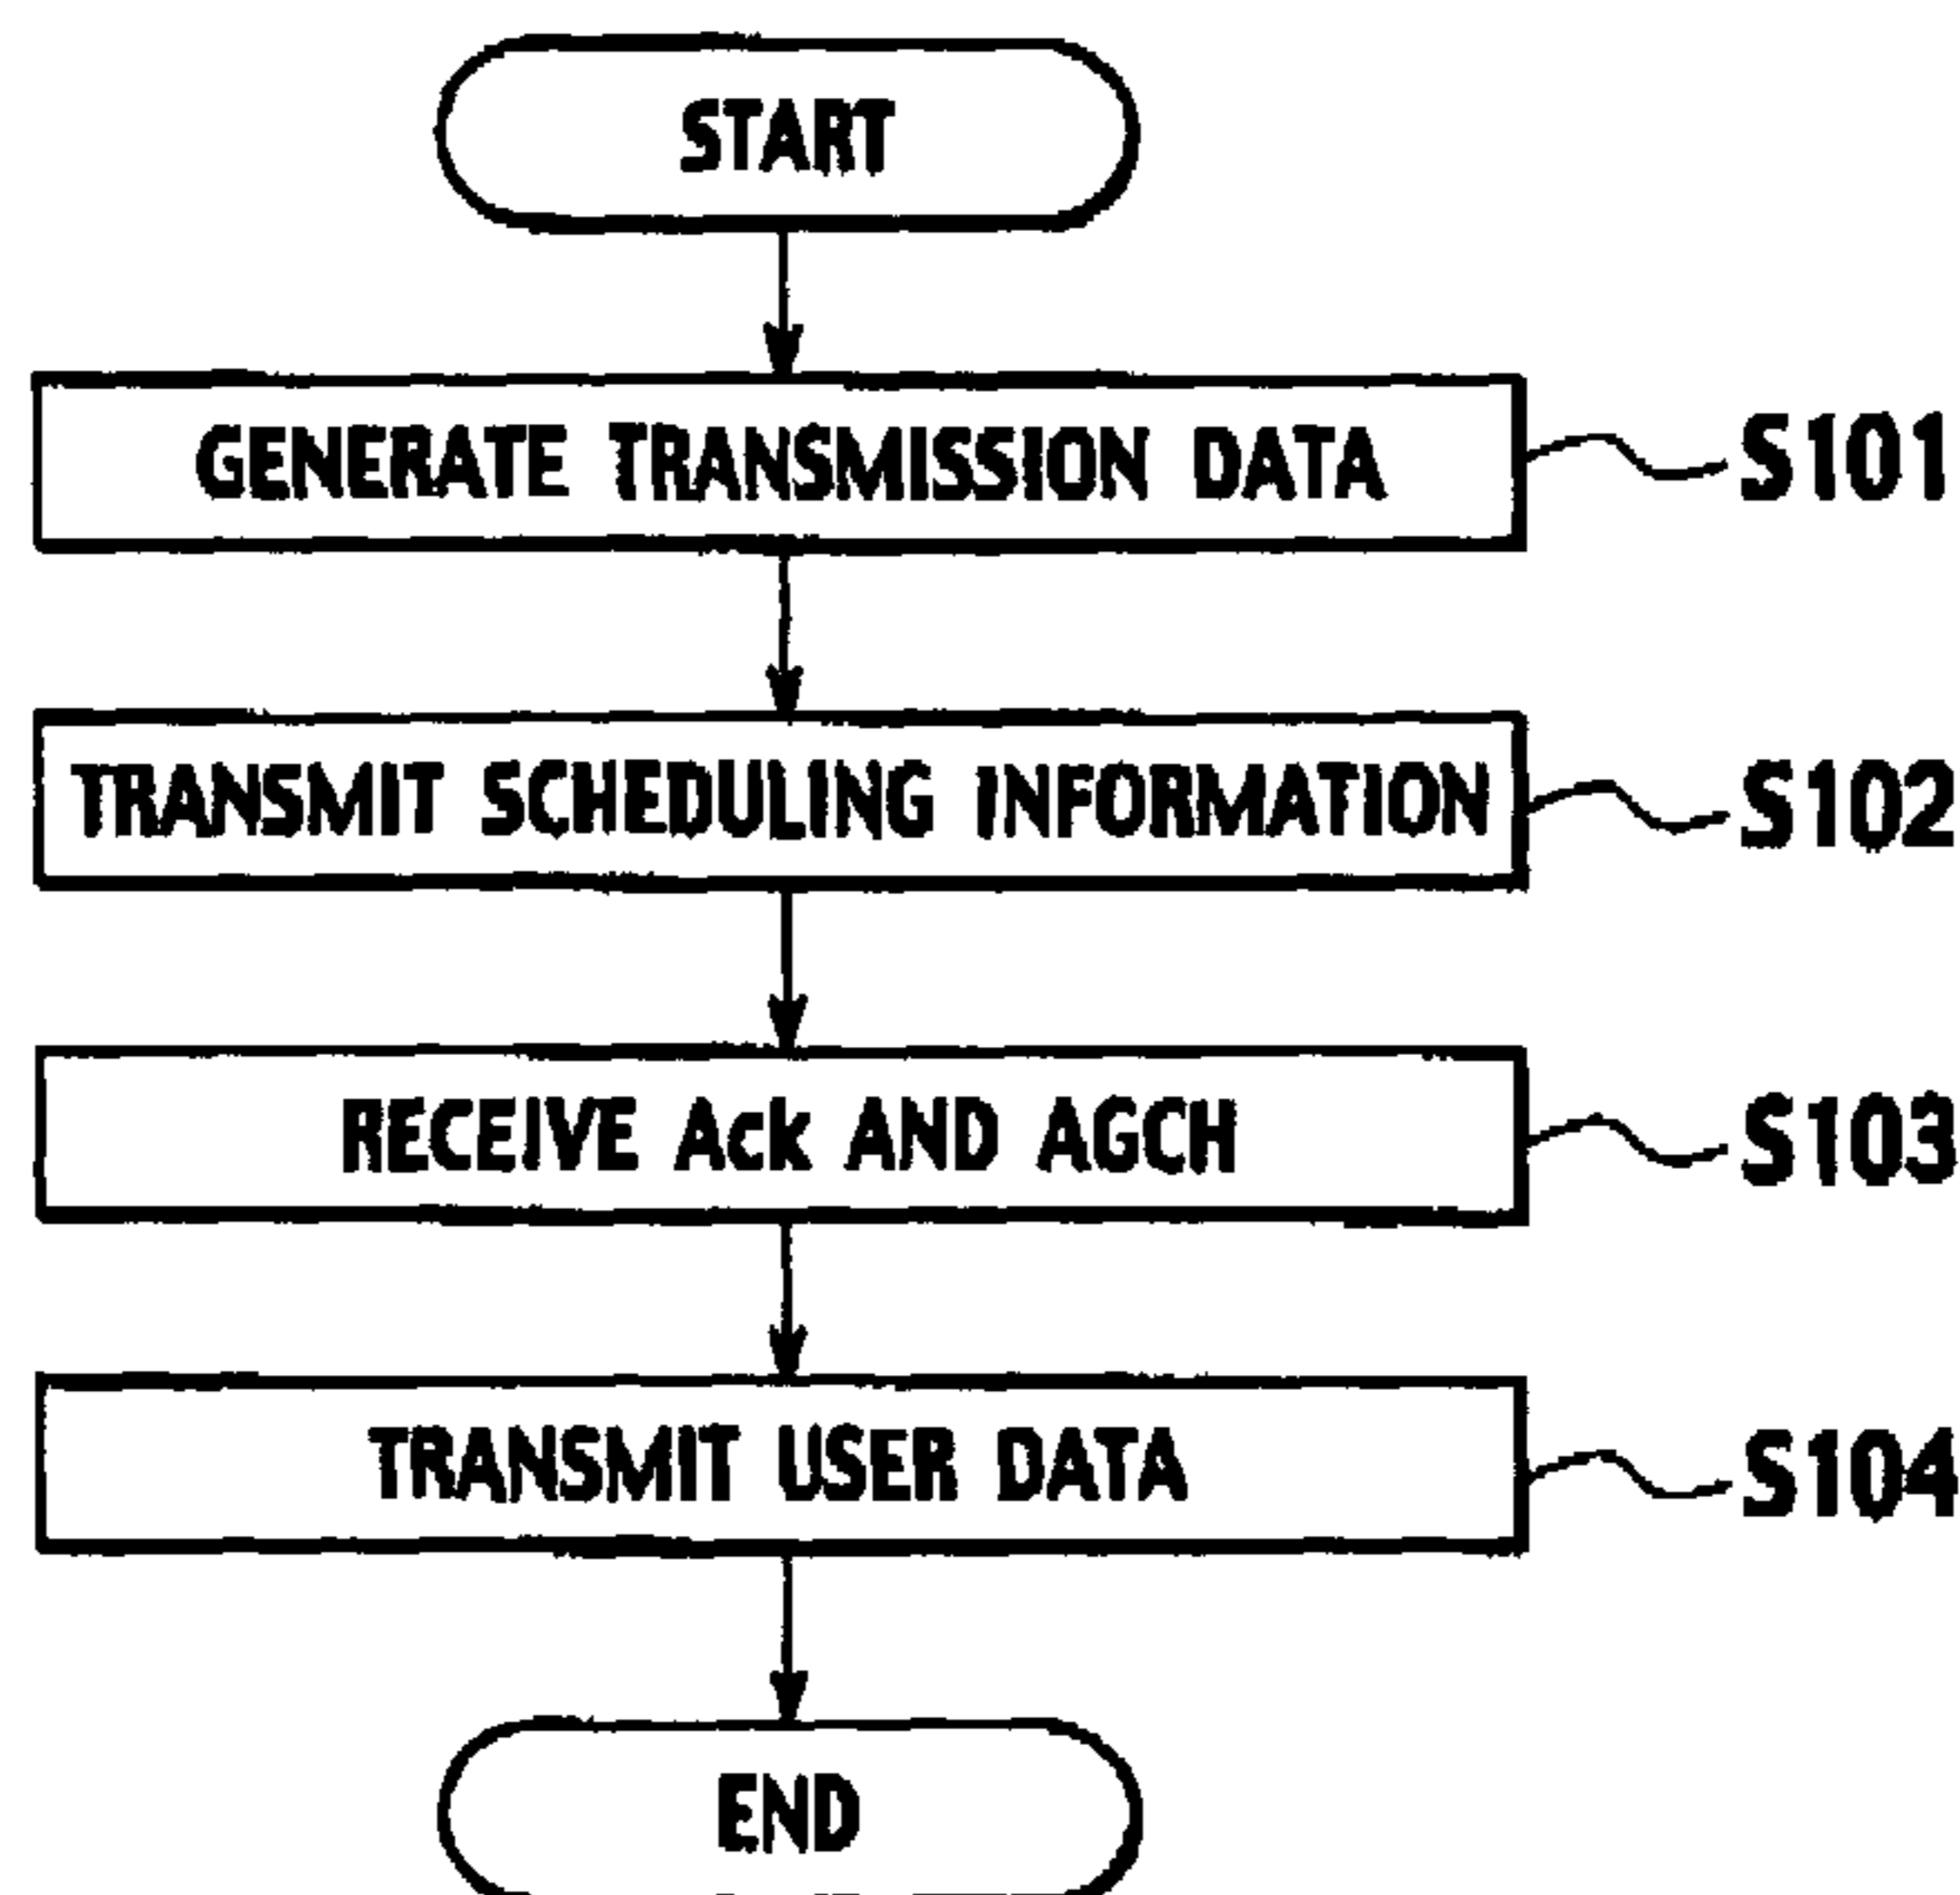 START
GENERATE TRANSMISSION DATA S101
TRANSMIT SCHEDULING INFORMATION S102
RECEIVE Ack AND AGCH S103
TRANSMIT USER DATA S104
END